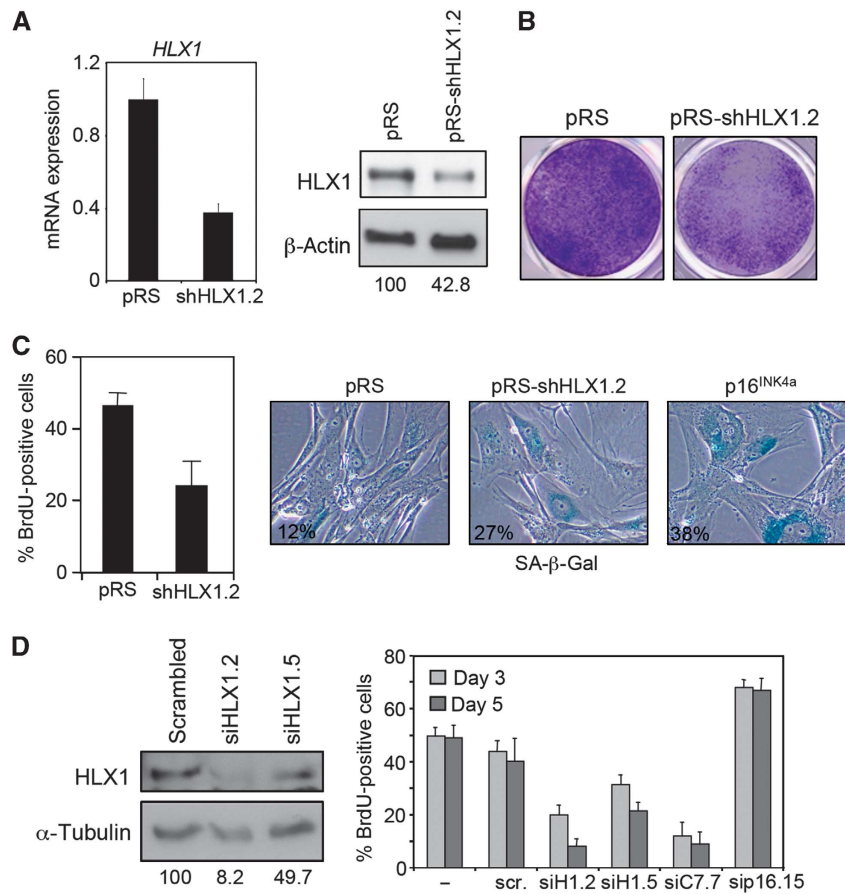 A
HLX1
mRNA expression
1.2
0.8
0.4
0
pRS
shHLX1.2
pRS
pRS-shHLX1.2
HLX1
β-Actin
100
42.8
B
pRS
pRS-shHLX1.2
C
% BrdU-positive cells
60
40
20
0
pRS
shHLX1.2
pRS
pRS-shHLX1.2
p16INK4a
12%
27%
38%
SA-β-Gal
D
Scrambled
siHLX1.2
siHLX1.5
HLX1
α-Tubulin
100
8.2
49.7
% BrdU-positive cells
80
60
40
20
0
Day 3
Day 5
–
scr.
siH1.2
siH1.5
siC7.7
sip16.15